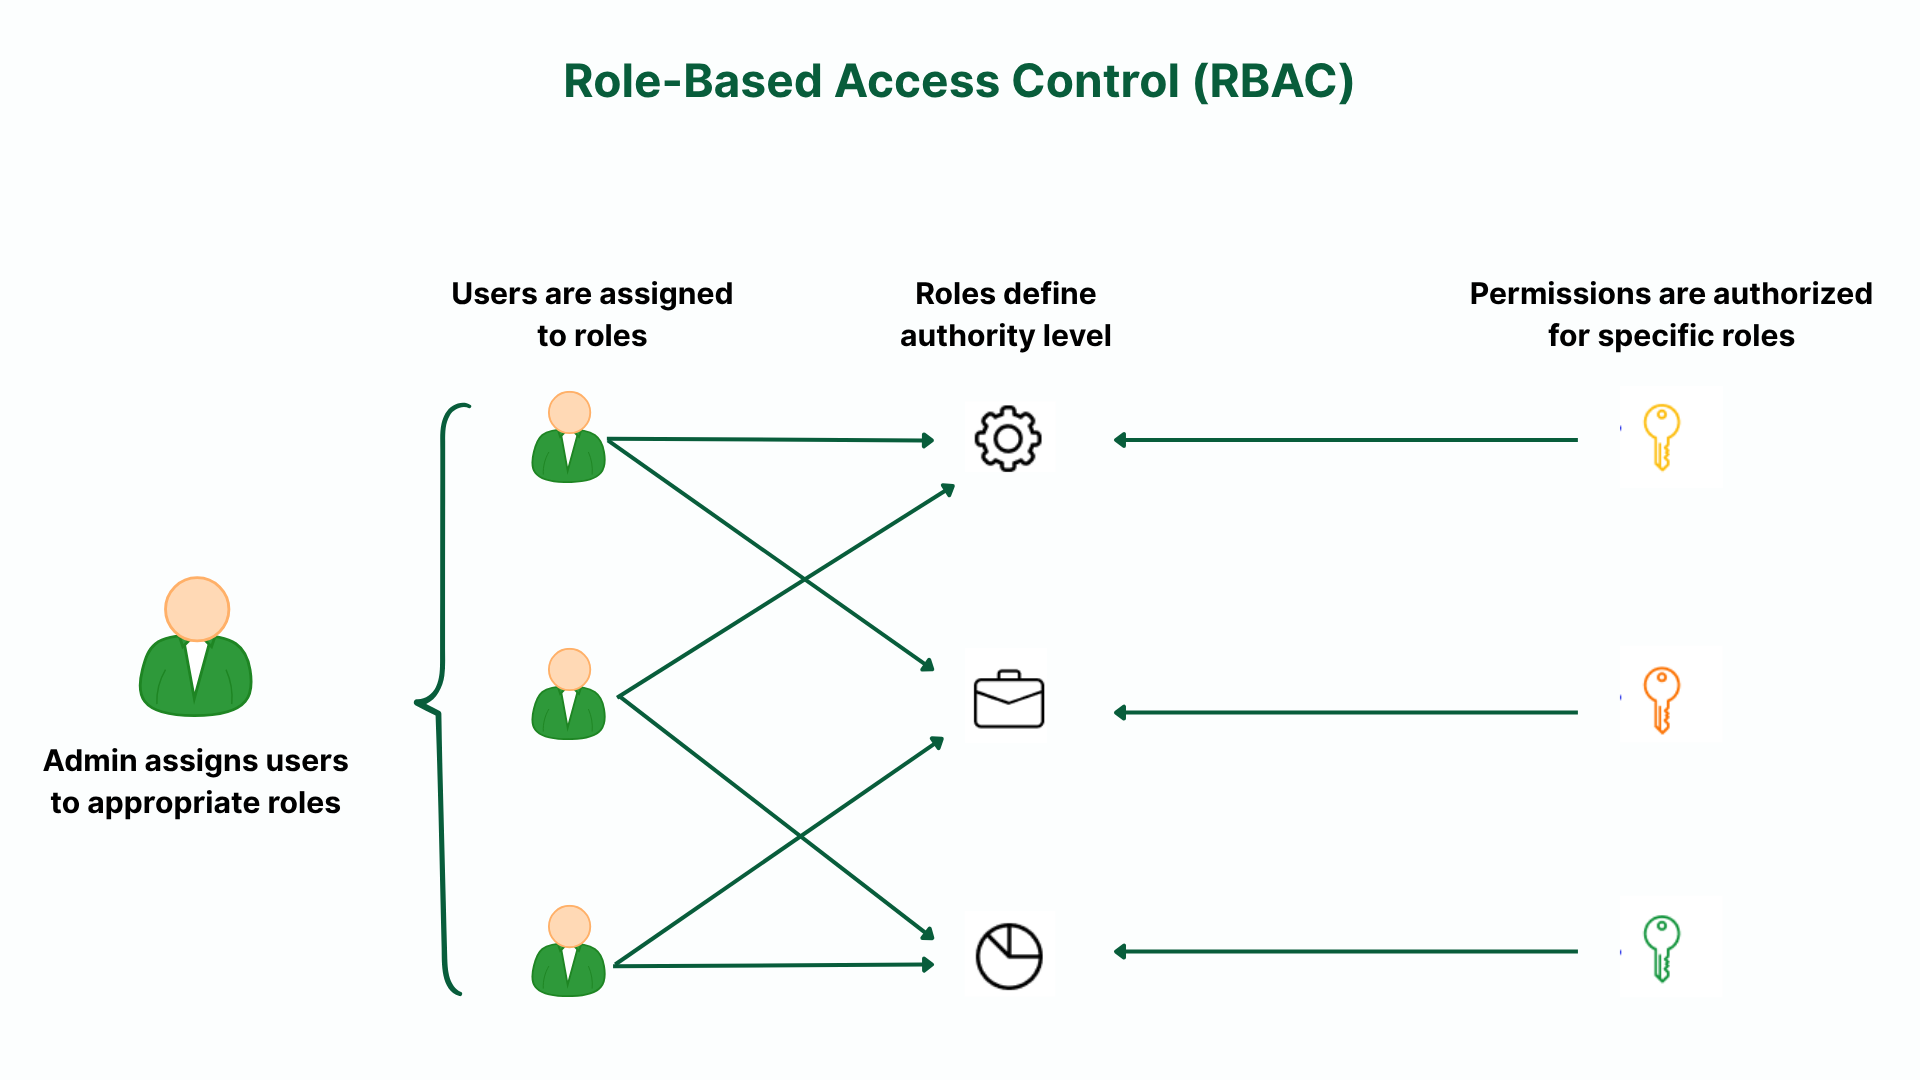 Role-Based Access Control (RBAC)
Users are assigned
to roles
Roles define
authority level
Permissions are authorized
for specific roles
Admin assigns users
to appropriate roles